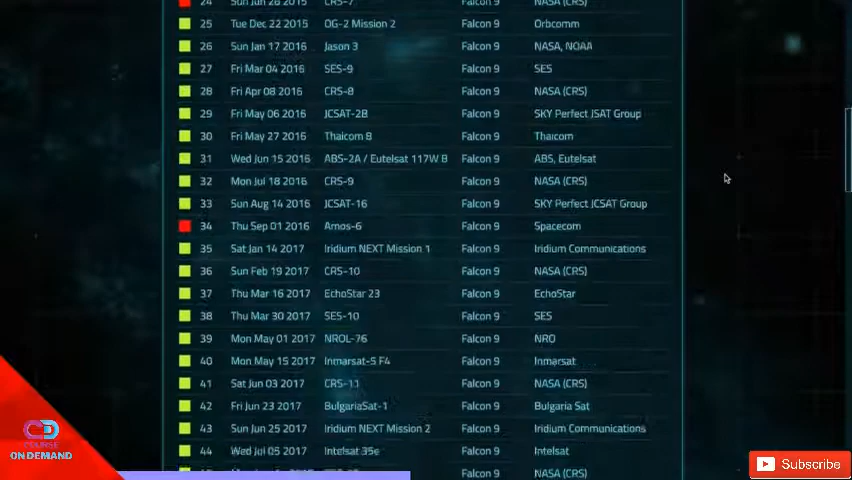 24 Sun Jun 28 2015 CRS-7 Falcon 9 NASA (CRS)
25 Tue Dec 22 2015 OG-2 Mission 2 Falcon 9 Orbcomm
26 Sun Jan 17 2016 Jason 3 Falcon 9 NASA, NOAA
27 Fri Mar 04 2016 SES-9 Falcon 9 SES
28 Fri Apr 08 2016 CRS-8 Falcon 9 NASA (CRS)
29 Fri May 06 2016 JCSAT-2B Falcon 9 SKY Perfect JSAT Group
30 Fri May 27 2016 Thaicom 8 Falcon 9 Thaicom
31 Wed Jun 15 2016 ABS-2A / Eutelsat 117W B Falcon 9 ABS, Eutelsat
32 Mon Jul 18 2016 CRS-9 Falcon 9 NASA (CRS)
33 Sun Aug 14 2016 JCSAT-16 Falcon 9 SKY Perfect JCSAT Group
34 Thu Sep 01 2016 Amos-6 Falcon 9 Spacecom
35 Sat Jan 14 2017 Iridium NEXT Mission 1 Falcon 9 Iridium Communications
36 Sun Feb 19 2017 CRS-10 Falcon 9 NASA (CRS)
37 Thu Mar 16 2017 EchoStar 23 Falcon 9 EchoStar
38 Thu Mar 30 2017 SES-10 Falcon 9 SES
39 Mon May 01 2017 NROL-76 Falcon 9 NRO
40 Mon May 15 2017 Inmarsat-5 F4 Falcon 9 Inmarsat
41 Sat Jun 03 2017 CRS-11 Falcon 9 NASA (CRS)
42 Fri Jun 23 2017 BulgariaSat-1 Falcon 9 Bulgaria Sat
43 Sun Jun 25 2017 Iridium NEXT Mission 2 Falcon 9 Iridium Communications
44 Wed Jul 05 2017 Intelsat 35e Falcon 9 Intelsat
Falcon 9 NASA (CRS)
COURSE
ON DEMAND
Subscribe